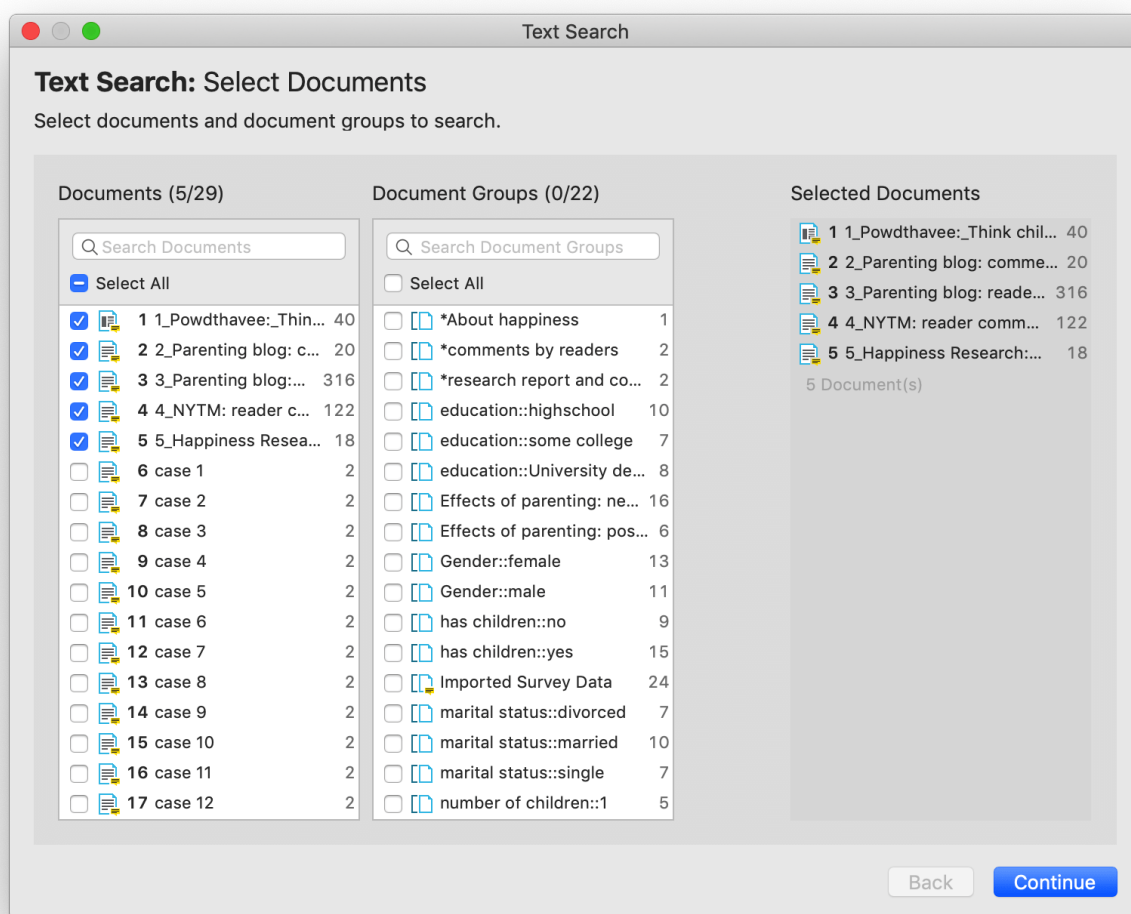 Text Search
Text Search: Select Documents
Select documents and document groups to search.
Documents (5/29)
Search Documents
Select All
1 1_Powdthavee:_Thin... 40
2 2_Parenting blog: c... 20
3 3_Parenting blog:... 316
4 4_NYTM: reader c... 122
5 5_Happiness Resea... 18
6 case 1 2
7 case 2 2
8 case 3 2
9 case 4 2
10 case 5 2
11 case 6 2
12 case 7 2
13 case 8 2
14 case 9 2
15 case 10 2
16 case 11 2
17 case 12 2
Document Groups (0/22)
Search Document Groups
Select All
*About happiness 1
*comments by readers 2
*research report and co... 2
education::highschool 10
education::some college 7
education::University de... 8
Effects of parenting: ne... 16
Effects of parenting: pos... 6
Gender::female 13
Gender::male 11
has children::no 9
has children::yes 15
Imported Survey Data 24
marital status::divorced 7
marital status::married 10
marital status::single 7
number of children::1 5
Selected Documents
1 1_Powdthavee:_Think chil... 40
2 2_Parenting blog: comme... 20
3 3_Parenting blog: reade... 316
4 4_NYTM: reader comm... 122
5 5_Happiness Research:... 18
5 Document(s)
Back
Continue